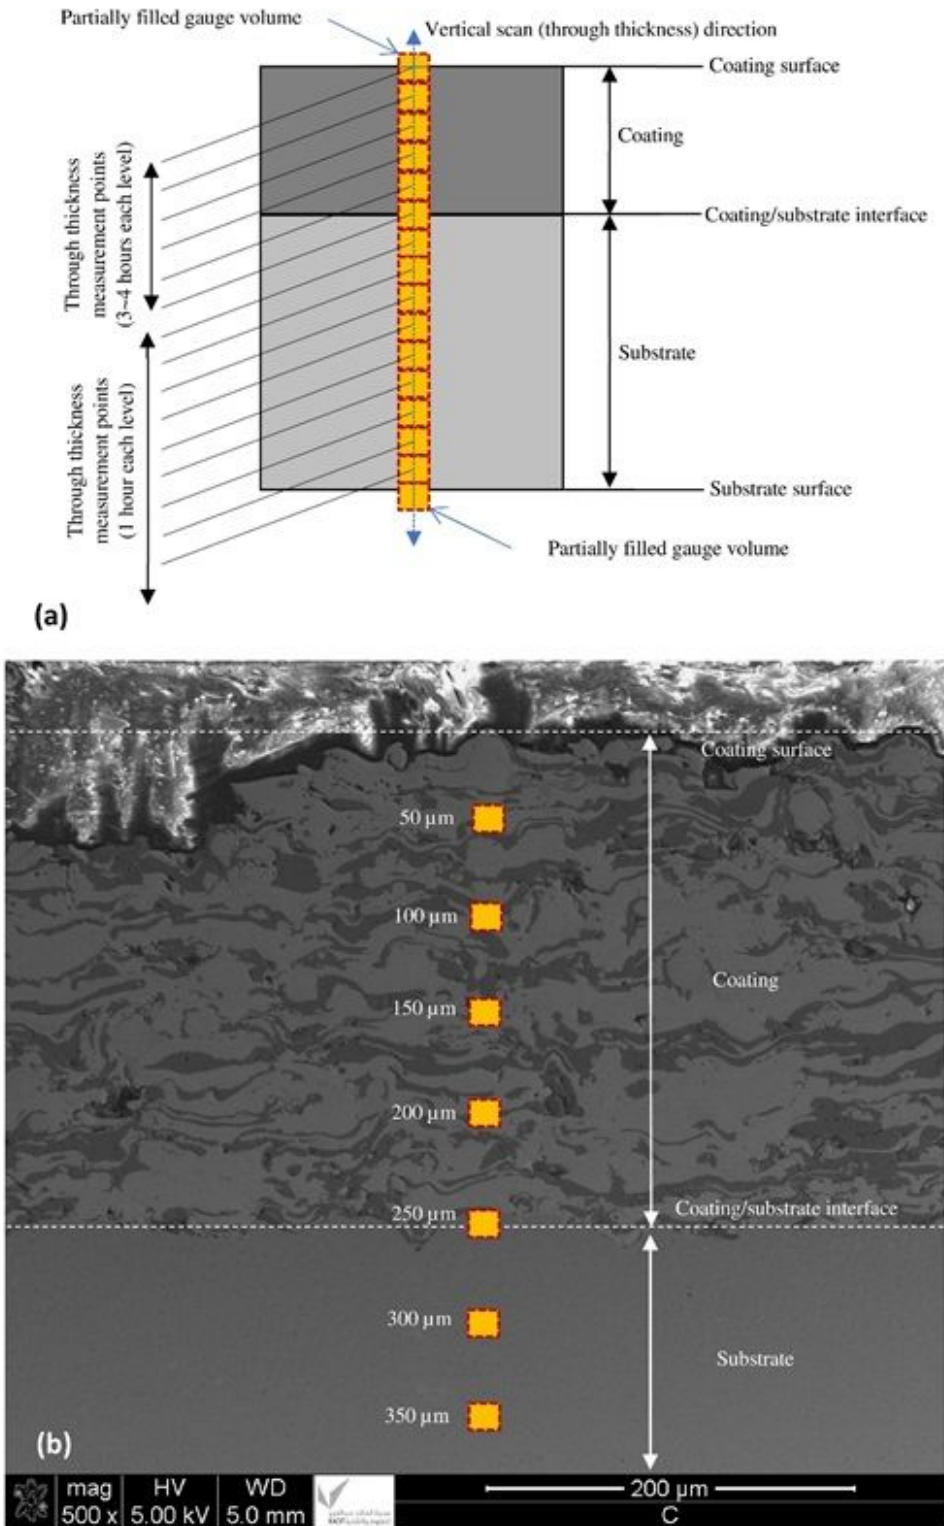 Partially filled gauge volume
Vertical scan (through thickness) direction
Coating surface
Coating
Coating/substrate interface
Substrate
Substrate surface
Partially filled gauge volume
Through thickness
measurement points
(3~4 hours each level)
Through thickness
measurement points
(1 hour each level)
(a)
Coating surface
50 µm
100 µm
150 µm
Coating
200 µm
250 µm
Coating/substrate interface
300 µm
Substrate
350 µm
(b)
mag HV WD
500 x 5.00 kV 5.0 mm
200 µm
C